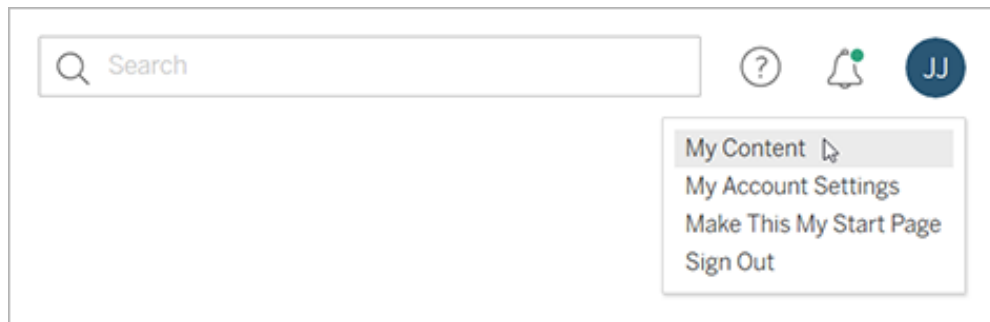 Search
?
JJ
My Content
My Account Settings
Make This My Start Page
Sign Out